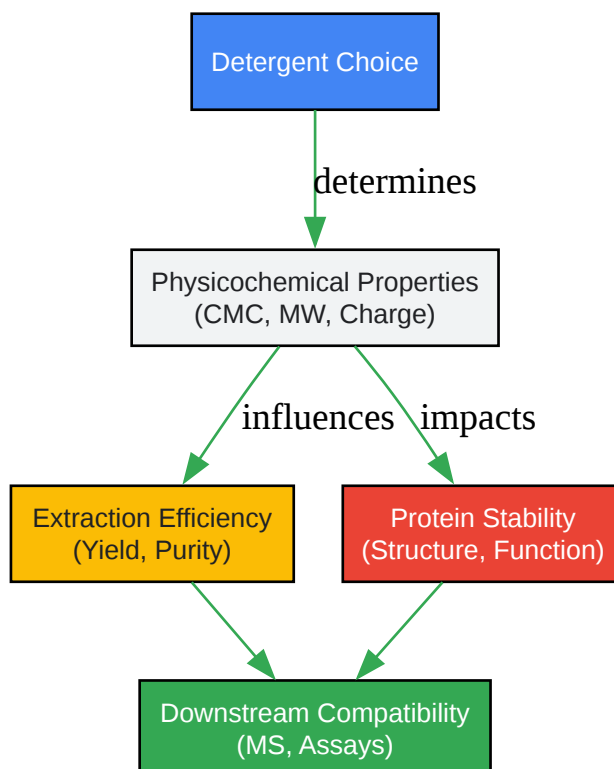 Detergent Choice
determines
Physicochemical Properties
(CMC, MW, Charge)
influences
impacts
Extraction Efficiency
(Yield, Purity)
Protein Stability
(Structure, Function)
Downstream Compatibility
(MS, Assays)